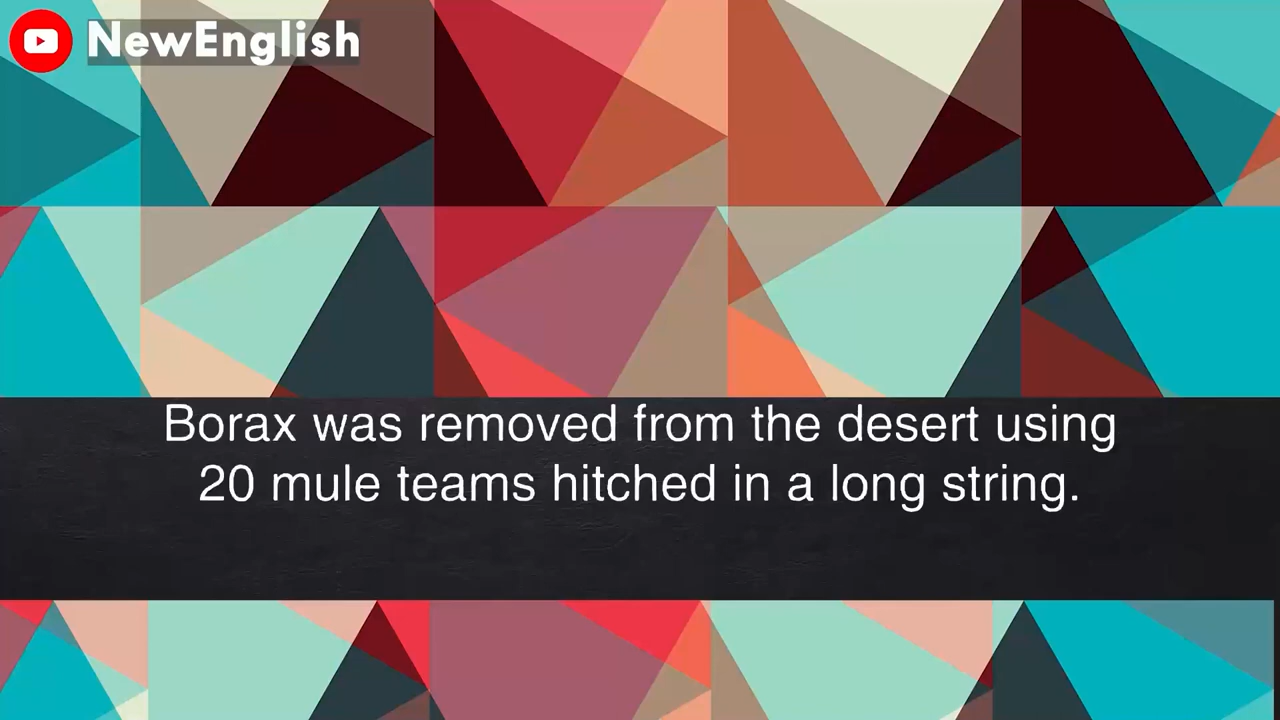 NewEnglish
Borax was removed from the desert using
20 mule teams hitched in a long string.